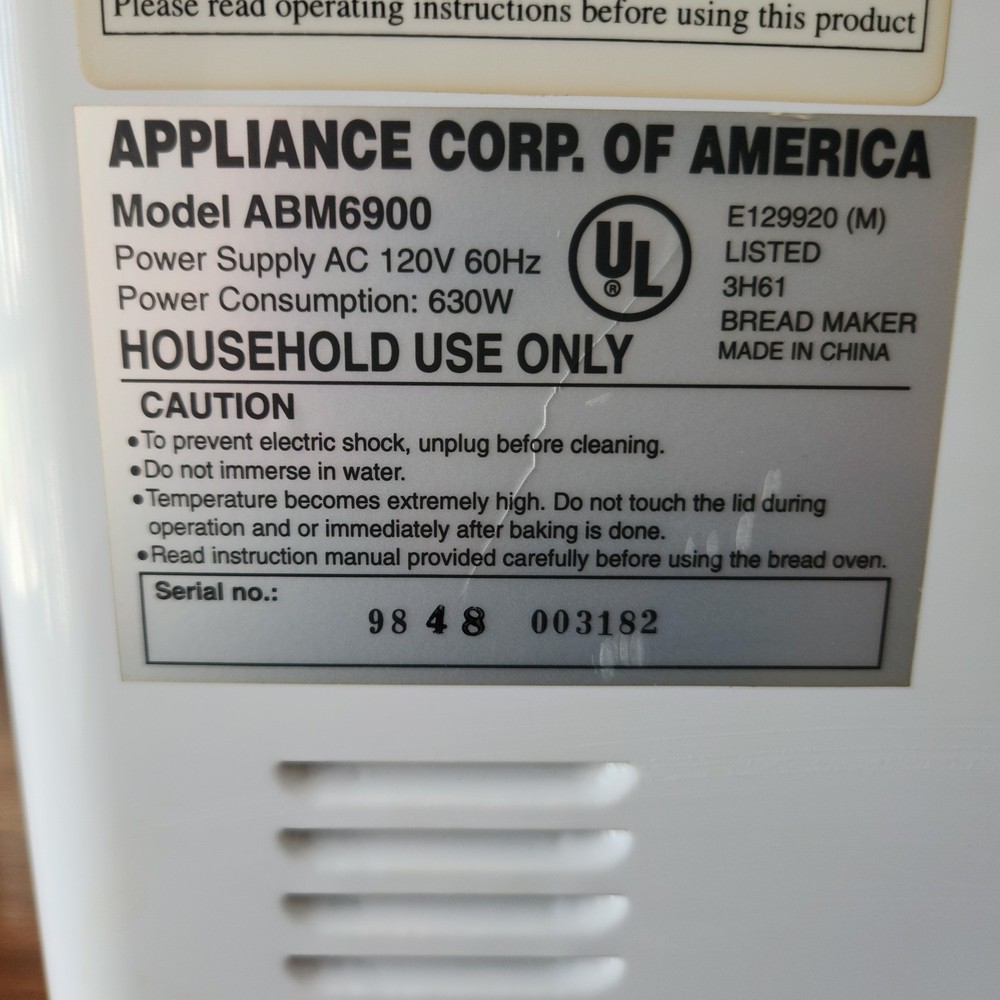 Please read operating instructions before using this product
APPLIANCE CORP. OF AMERICA
Model ABM6900
Power Supply AC 120V 60Hz
Power Consumption: 630W
HOUSEHOLD USE ONLY
UL
®
E129920 (M)
LISTED
3H61
BREAD MAKER
MADE IN CHINA
CAUTION
•To prevent electric shock, unplug before cleaning.
•Do not immerse in water.
•Temperature becomes extremely high. Do not touch the lid during
operation and or immediately after baking is done.
•Read instruction manual provided carefully before using the bread oven.
Serial no.:
98 48 003182